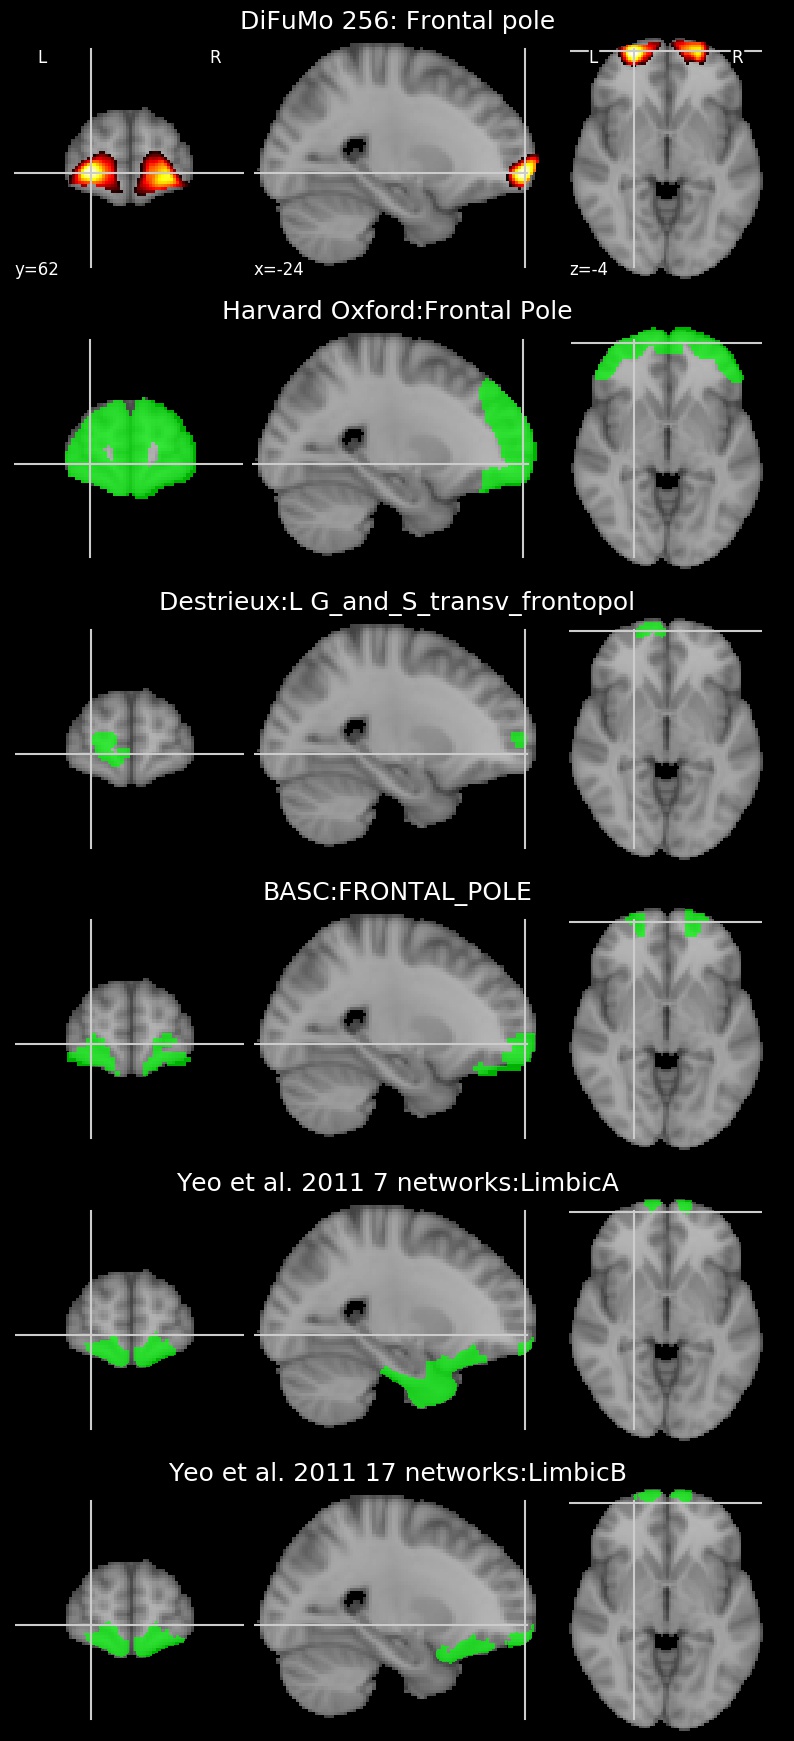 DiFuMo 256: Frontal pole
L R L R
y=62 x=-24 z=-4
Harvard Oxford:Frontal Pole
Destrieux:L G_and_S_transv_frontopol
BASC:FRONTAL_POLE
Yeo et al. 2011 7 networks:LimbicA
Yeo et al. 2011 17 networks:LimbicB